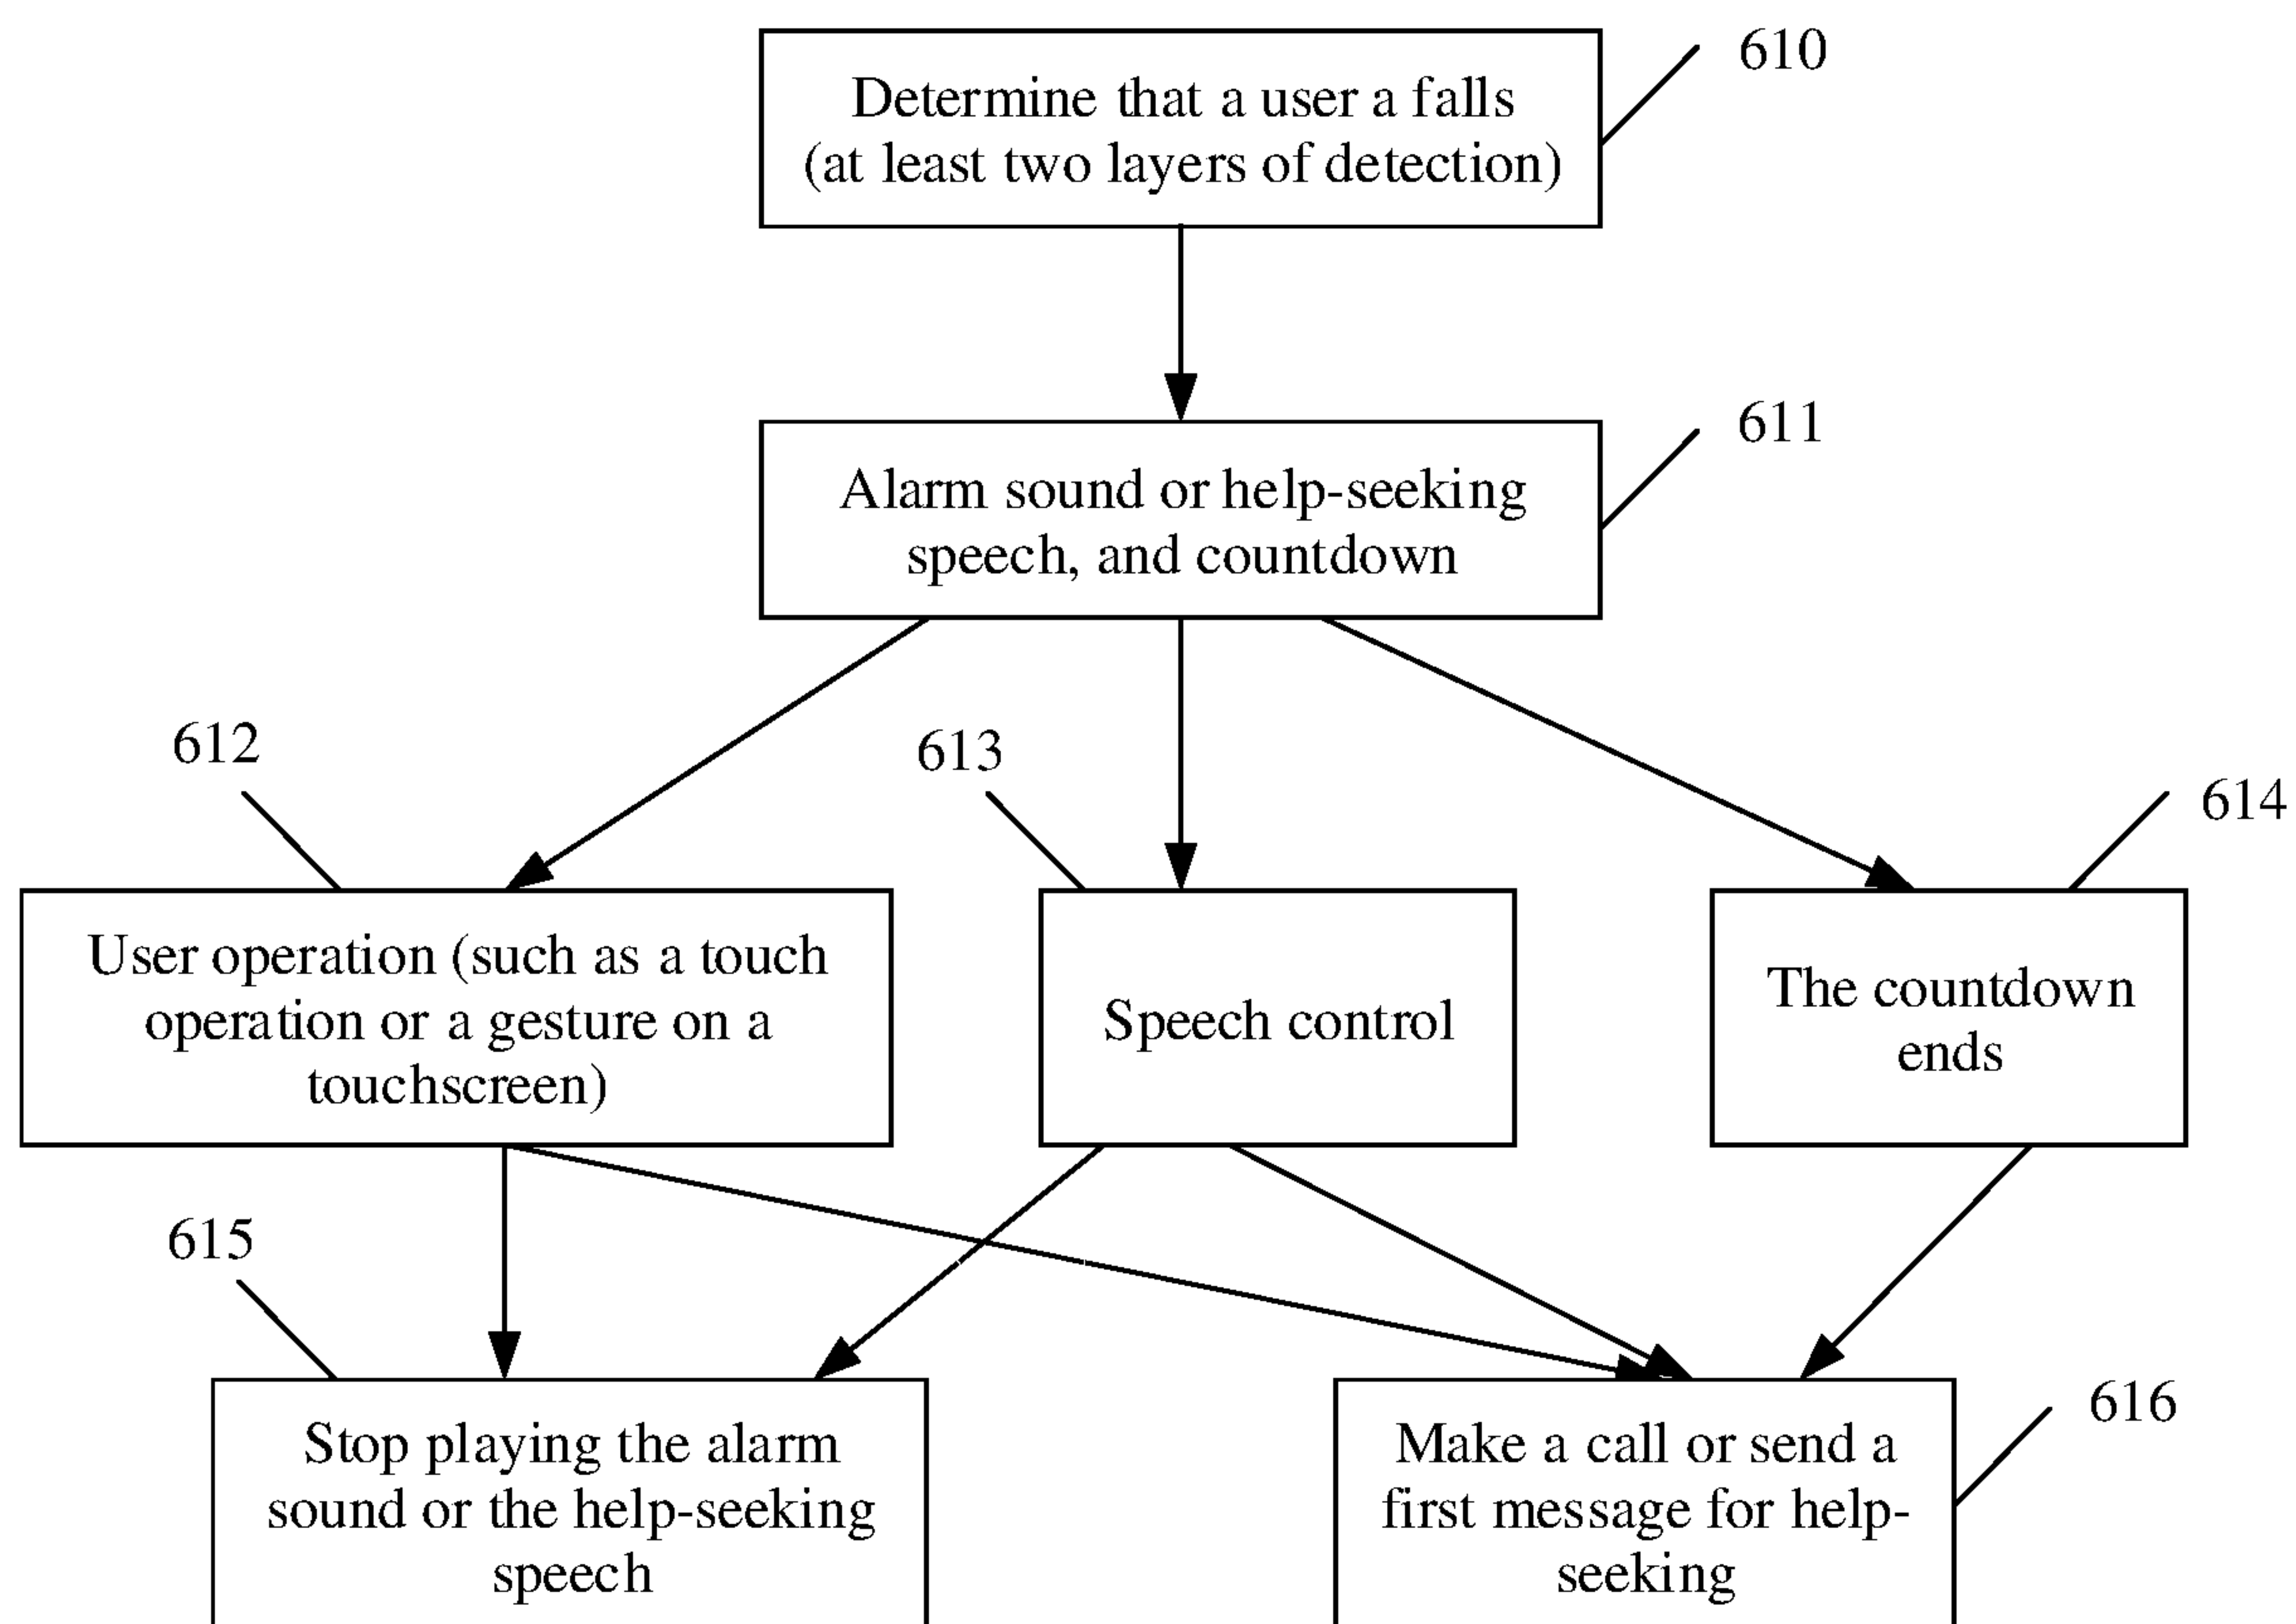 610
Determine that a user a falls
(at least two layers of detection)
611
Alarm sound or help-seeking
speech, and countdown
612
613
614
User operation (such as a touch
operation or a gesture on a
touchscreen)
Speech control
The countdown
ends
615
616
Stop playing the alarm
sound or the help-seeking
speech
Make a call or send a
first message for help-
seeking